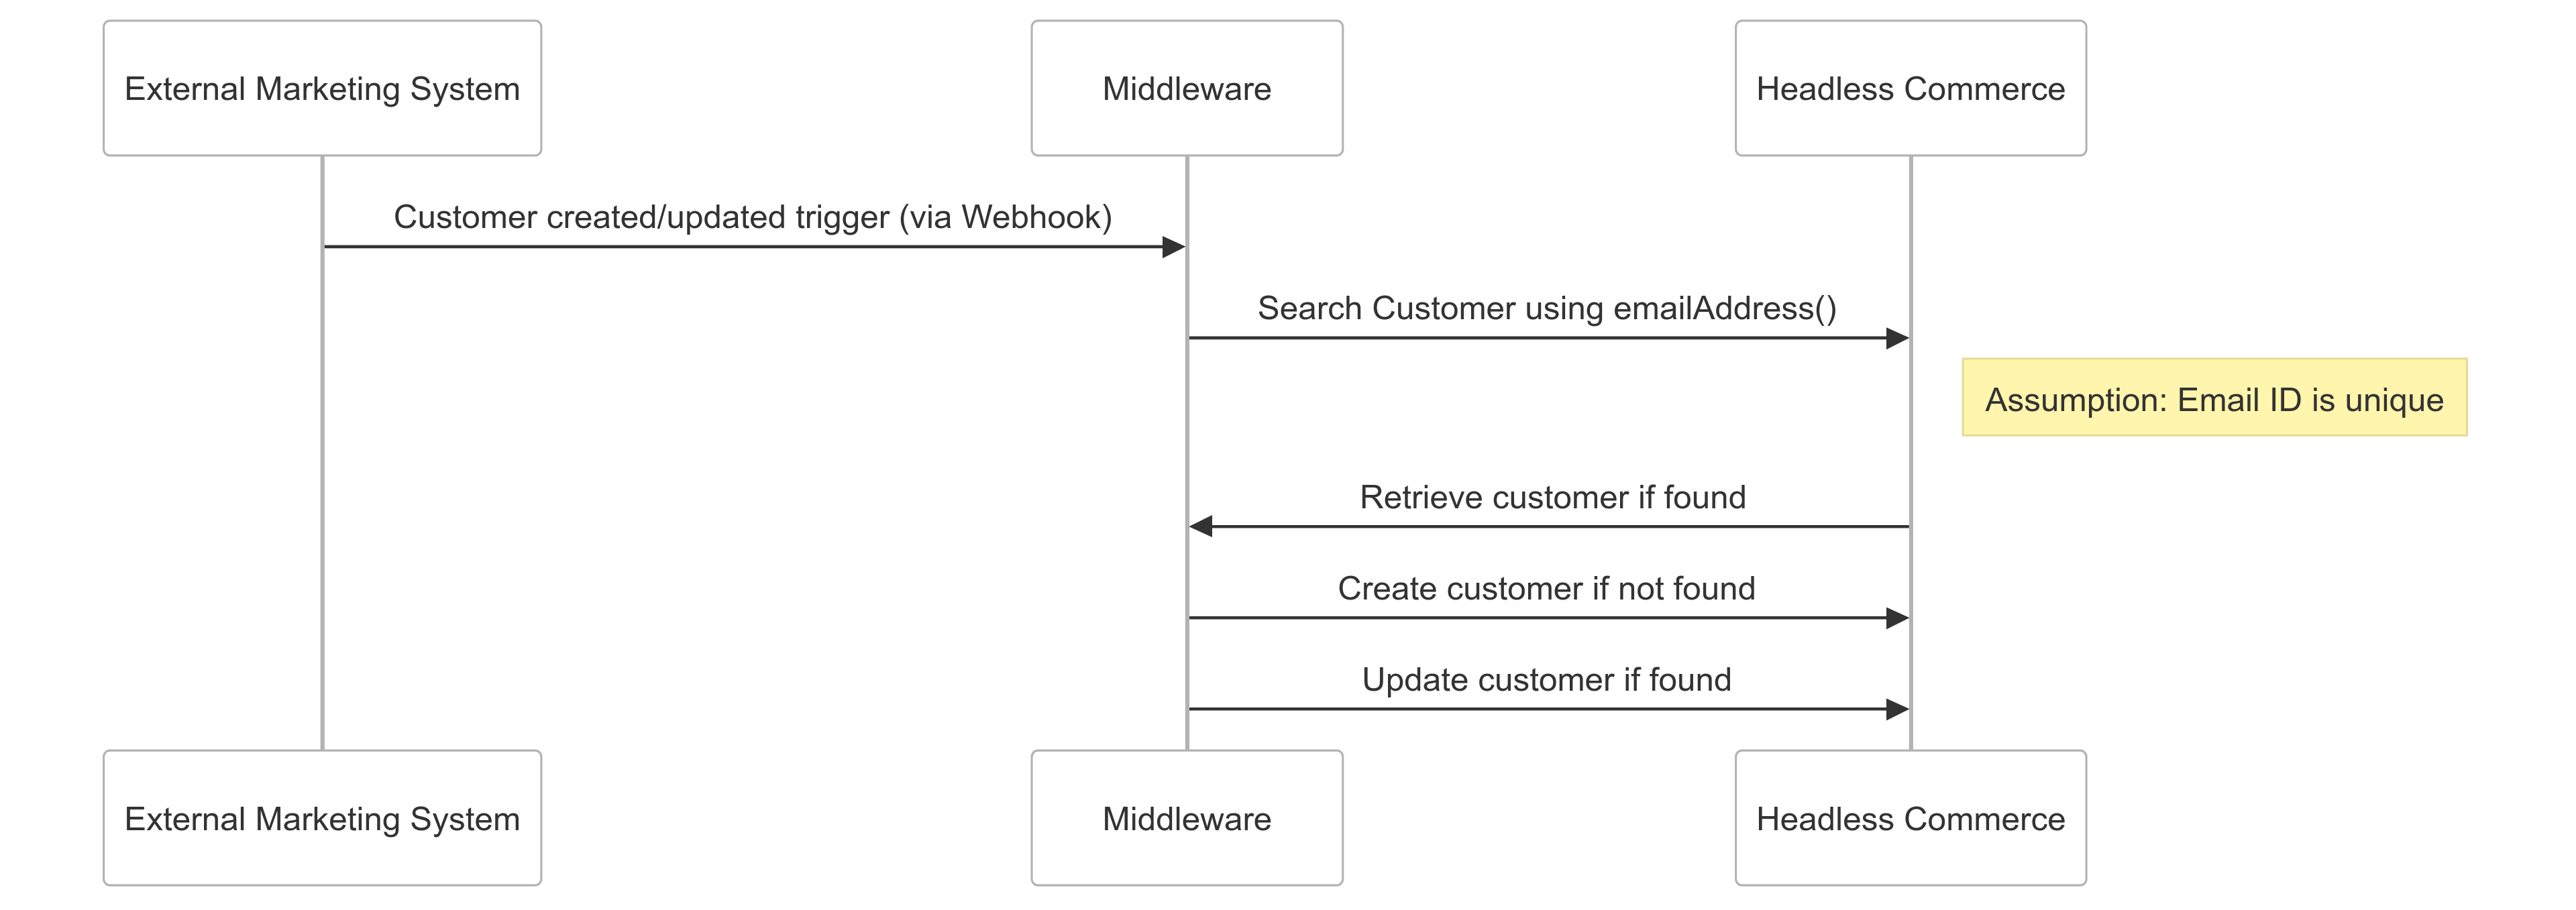 External Marketing System
Middleware
Headless Commerce
Customer created/updated trigger (via Webhook)
Search Customer using emailAddress()
Assumption: Email ID is unique
Retrieve customer if found
Create customer if not found
Update customer if found
External Marketing System
Middleware
Headless Commerce